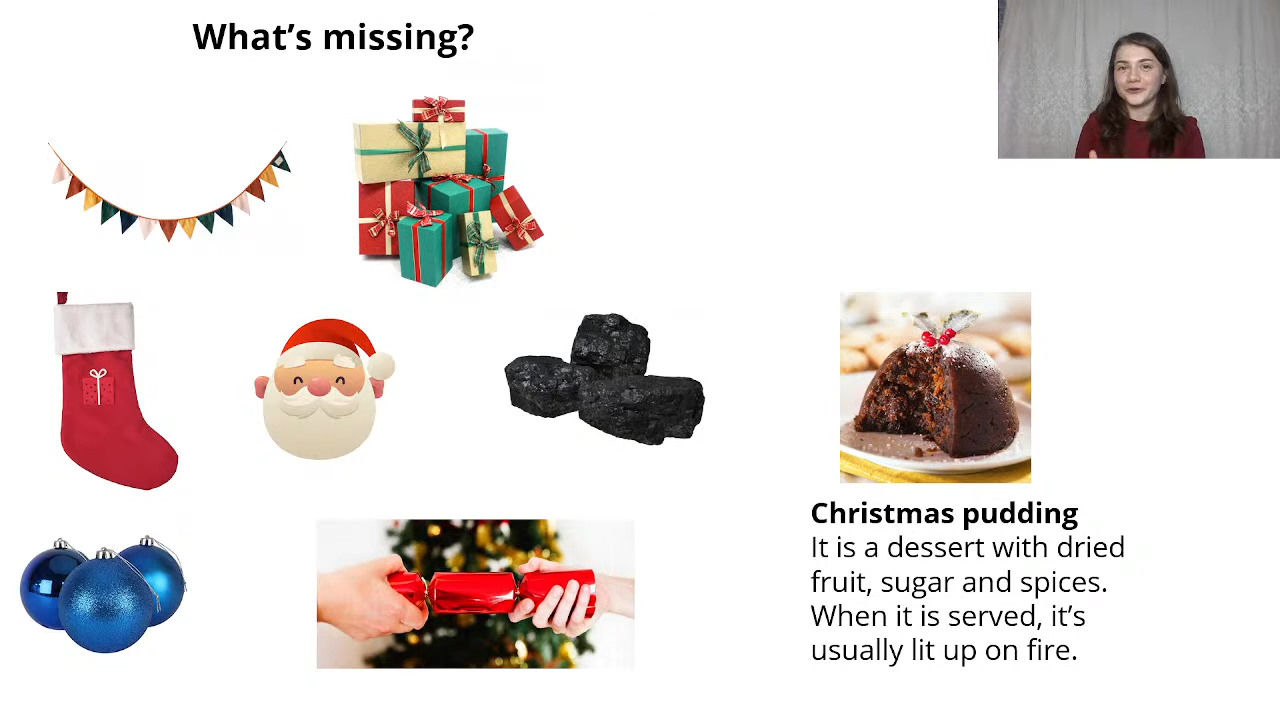 What’s missing?
Christmas pudding
It is a dessert with dried
fruit, sugar and spices.
When it is served, it’s
usually lit up on fire.